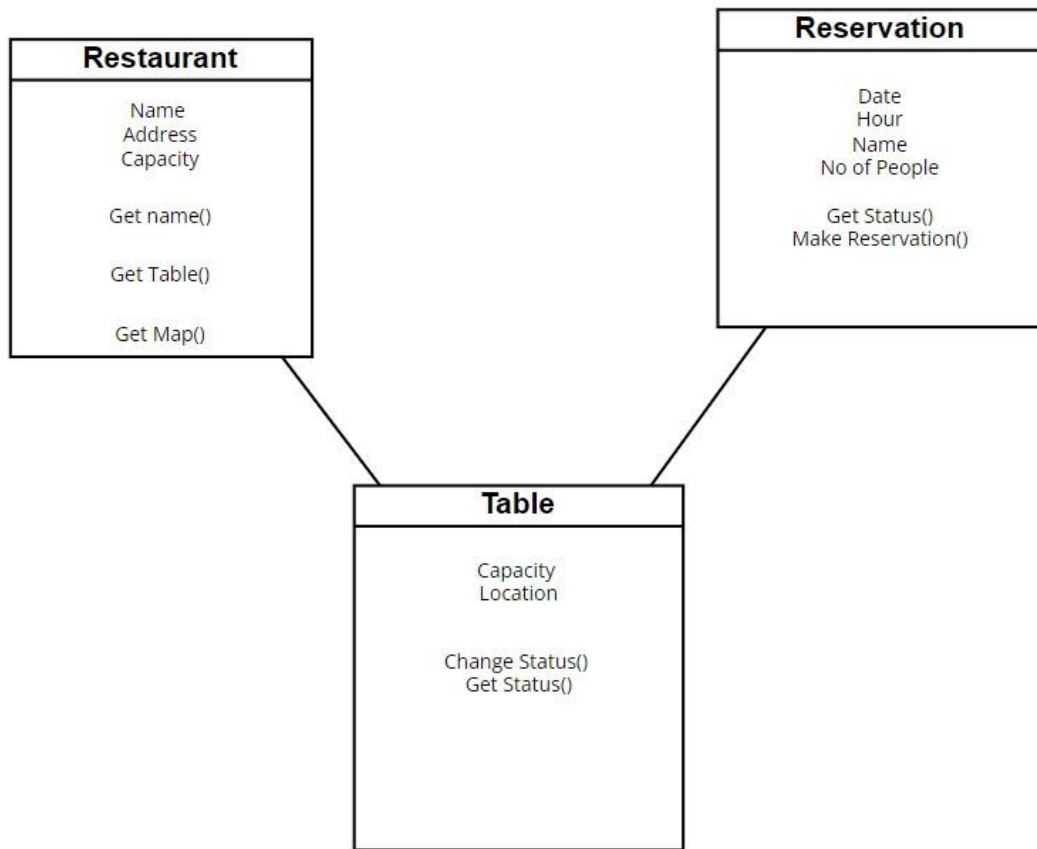 Restaurant
Name
Address
Capacity
Get name()
Get Table()
Get Map()
Reservation
Date
Hour
Name
No of People
Get Status()
Make Reservation()
Table
Capacity
Location
Change Status()
Get Status()